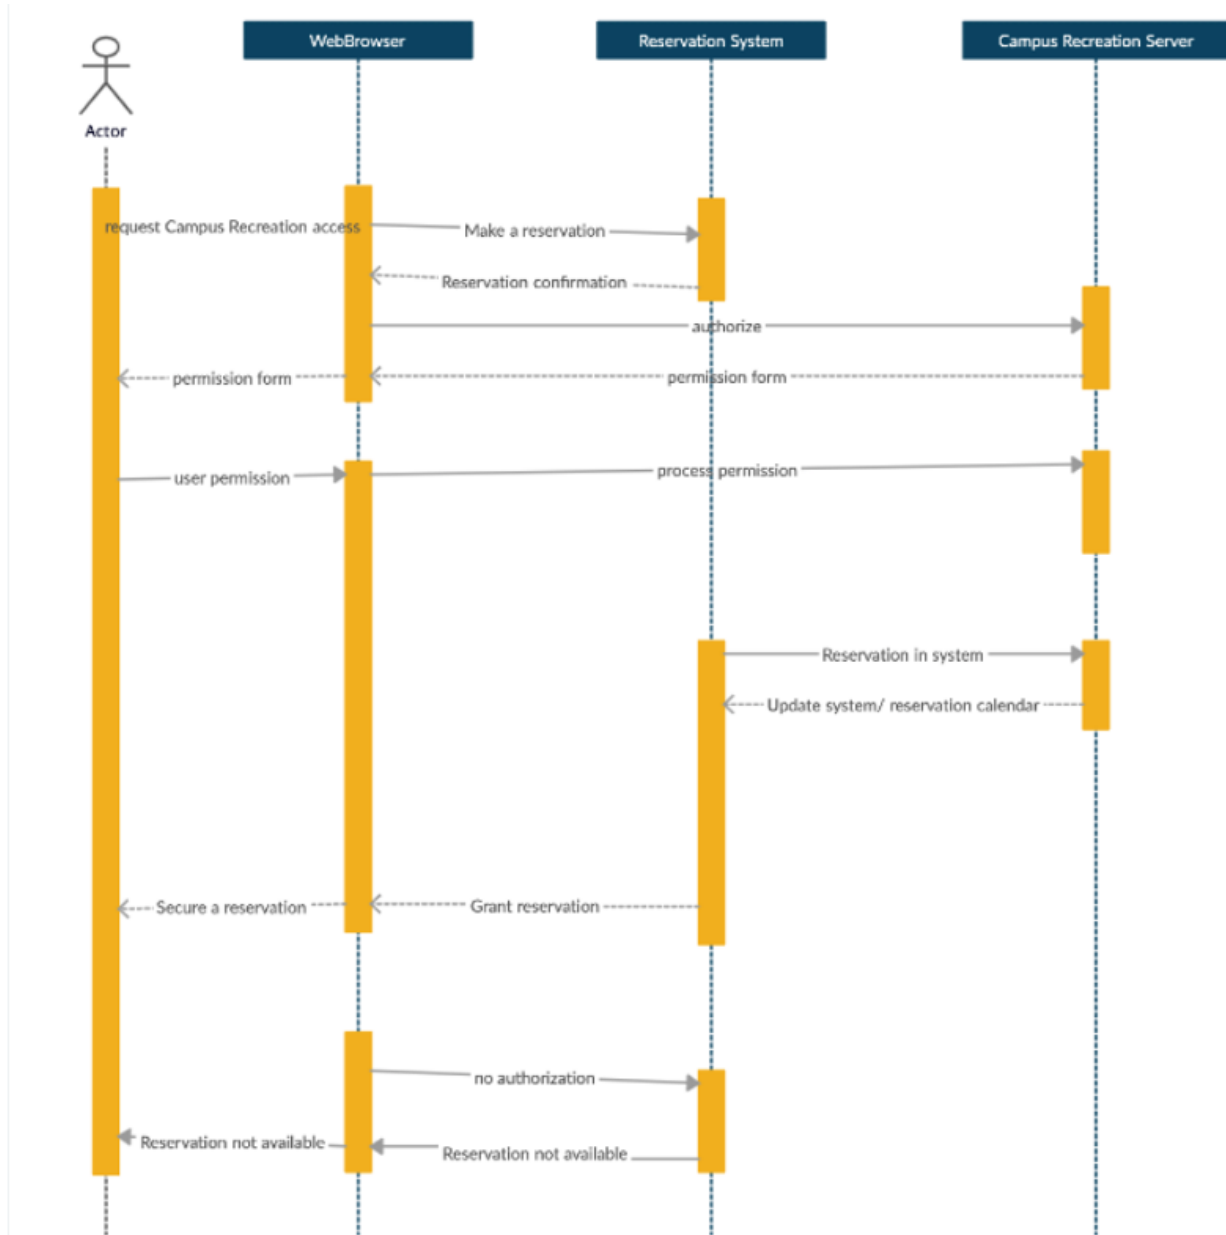 WebBrowser
Reservation System
Campus Recreation Server
Actor
request Campus Recreation access
Make a reservation
Reservation confirmation
authorize
permission form
permission form
user permission
process permission
Reservation in system
Update system/ reservation calendar
Secure a reservation
Grant reservation
no authorization
Reservation not available
Reservation not available